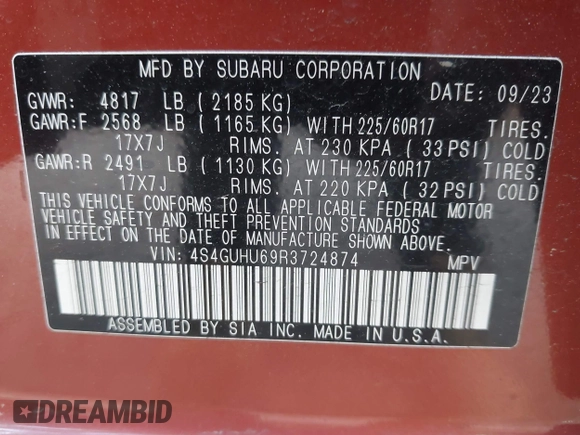 MFD BY SUBARU CORPORATION
GVWR: 4817 LB (2185 KG) DATE: 09/23
GAWR:F 2568 LB (1165 KG) WITH 225/60R17 TIRES.
17X7J RIMS. AT 230 KPA (33 PSI) COLD
GAWR:R 2491 LB (1130 KG) WITH 225/60R17 TIRES.
17X7J RIMS. AT 220 KPA (32 PSI) COLD
THIS VEHICLE CONFORMS TO ALL APPLICABLE FEDERAL MOTOR
VEHICLE SAFETY AND THEFT PREVENTION STANDARDS
IN EFFECT ON THE DATE OF MANUFACTURE SHOWN ABOVE.
VIN: 4S4GUHU69R3724874 MPV
ASSEMBLED BY SIA INC. MADE IN U.S.A.
DREAMBID